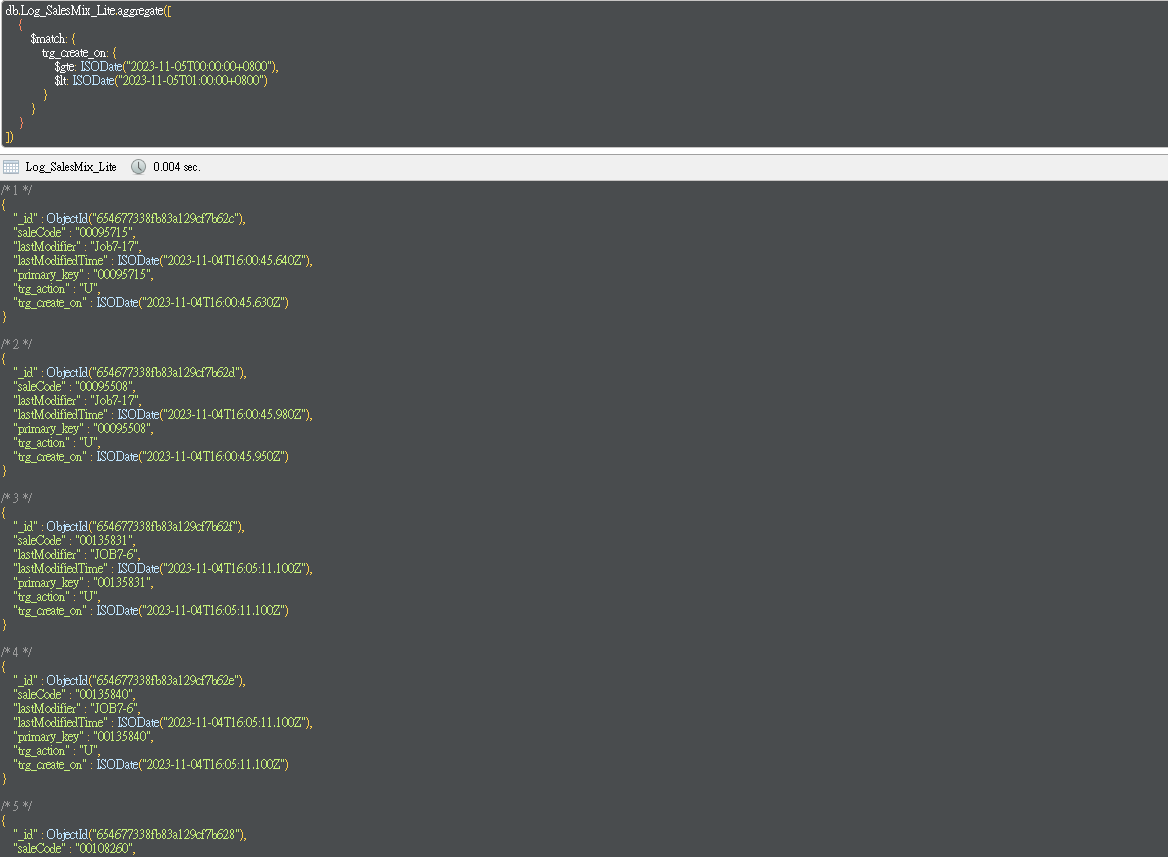 db.Log_SalesMix_Lite.aggregate([
{
$match: {
trg_create_on: {
$gte: ISODate("2023-11-05T00:00:00+0800"),
$lt: ISODate("2023-11-05T01:00:00+0800")
}
}
}
])
Log_SalesMix_Lite 0.004 sec.
/* 1 */
{
"_id" : ObjectId("654677338fb83a129cf7b62c"),
"saleCode" : "00095715",
"lastModifier" : "Job7-17",
"lastModifiedTime" : ISODate("2023-11-04T16:00:45.640Z"),
"primary_key" : "00095715",
"trg_action" : "U",
"trg_create_on" : ISODate("2023-11-04T16:00:45.630Z")
}
/* 2 */
{
"_id" : ObjectId("654677338fb83a129cf7b62d"),
"saleCode" : "00095508",
"lastModifier" : "Job7-17",
"lastModifiedTime" : ISODate("2023-11-04T16:00:45.980Z"),
"primary_key" : "00095508",
"trg_action" : "U",
"trg_create_on" : ISODate("2023-11-04T16:00:45.950Z")
}
/* 3 */
{
"_id" : ObjectId("654677338fb83a129cf7b62f"),
"saleCode" : "00135831",
"lastModifier" : "JOB7-6",
"lastModifiedTime" : ISODate("2023-11-04T16:05:11.100Z"),
"primary_key" : "00135831",
"trg_action" : "U",
"trg_create_on" : ISODate("2023-11-04T16:05:11.100Z")
}
/* 4 */
{
"_id" : ObjectId("654677338fb83a129cf7b62e"),
"saleCode" : "00135840",
"lastModifier" : "JOB7-6",
"lastModifiedTime" : ISODate("2023-11-04T16:05:11.100Z"),
"primary_key" : "00135840",
"trg_action" : "U",
"trg_create_on" : ISODate("2023-11-04T16:05:11.100Z")
}
/* 5 */
{
"_id" : ObjectId("654677338fb83a129cf7b628"),
"saleCode" : "00108260",